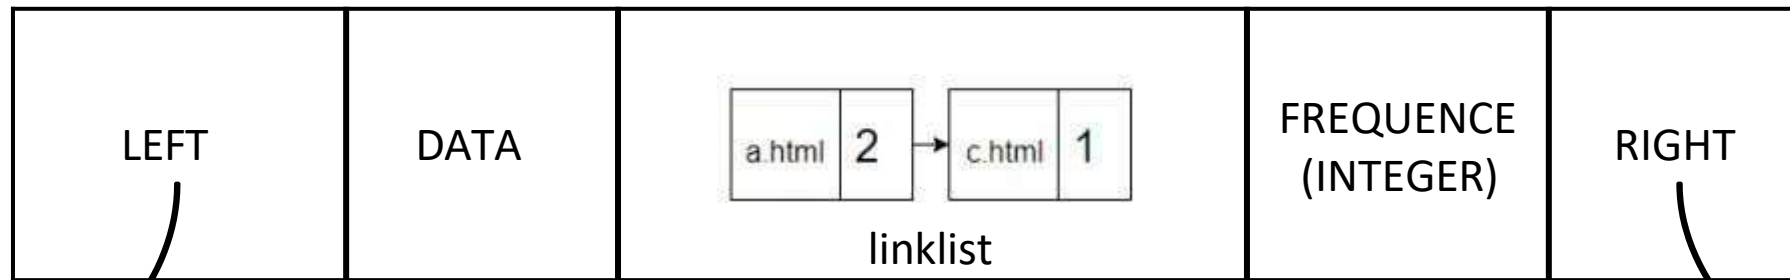 LEFT
DATA
a.html 2
c.html 1
linklist
FREQUENCE
(INTEGER)
RIGHT